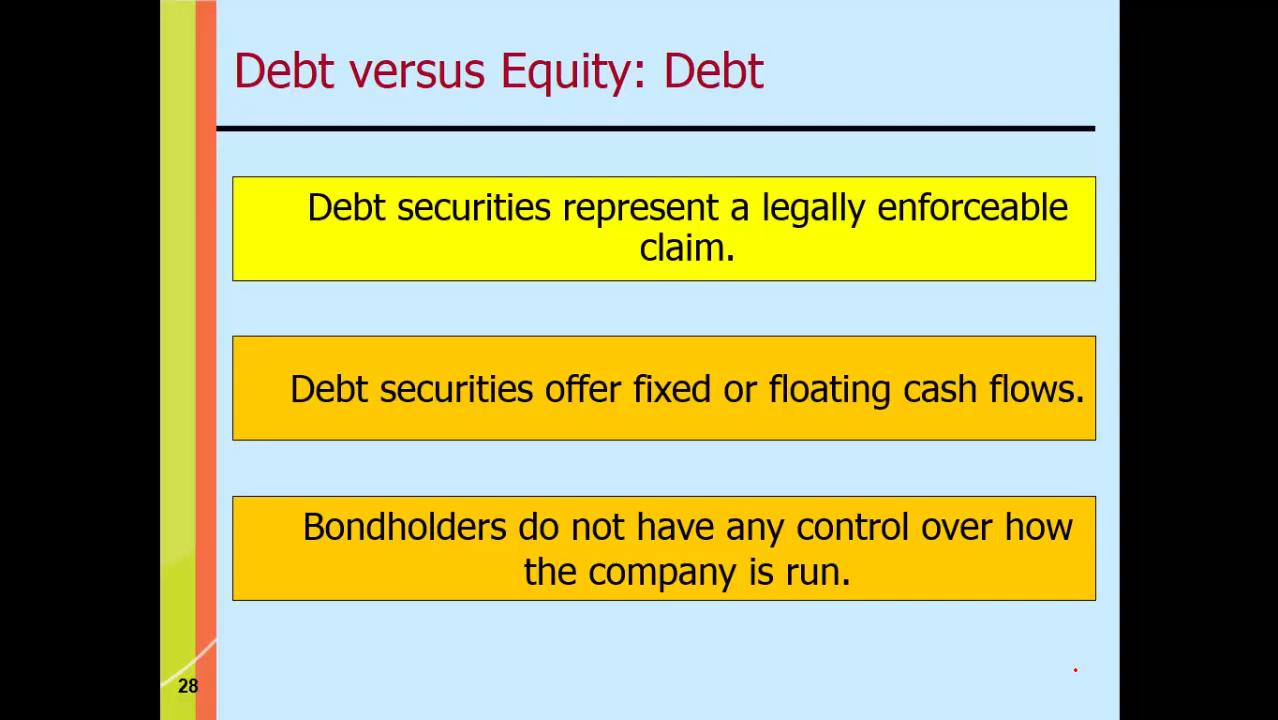 Debt versus Equity: Debt
Debt securities represent a legally enforceable
claim.
Debt securities offer fixed or floating cash flows.
Bondholders do not have any control over how
the company is run.
28